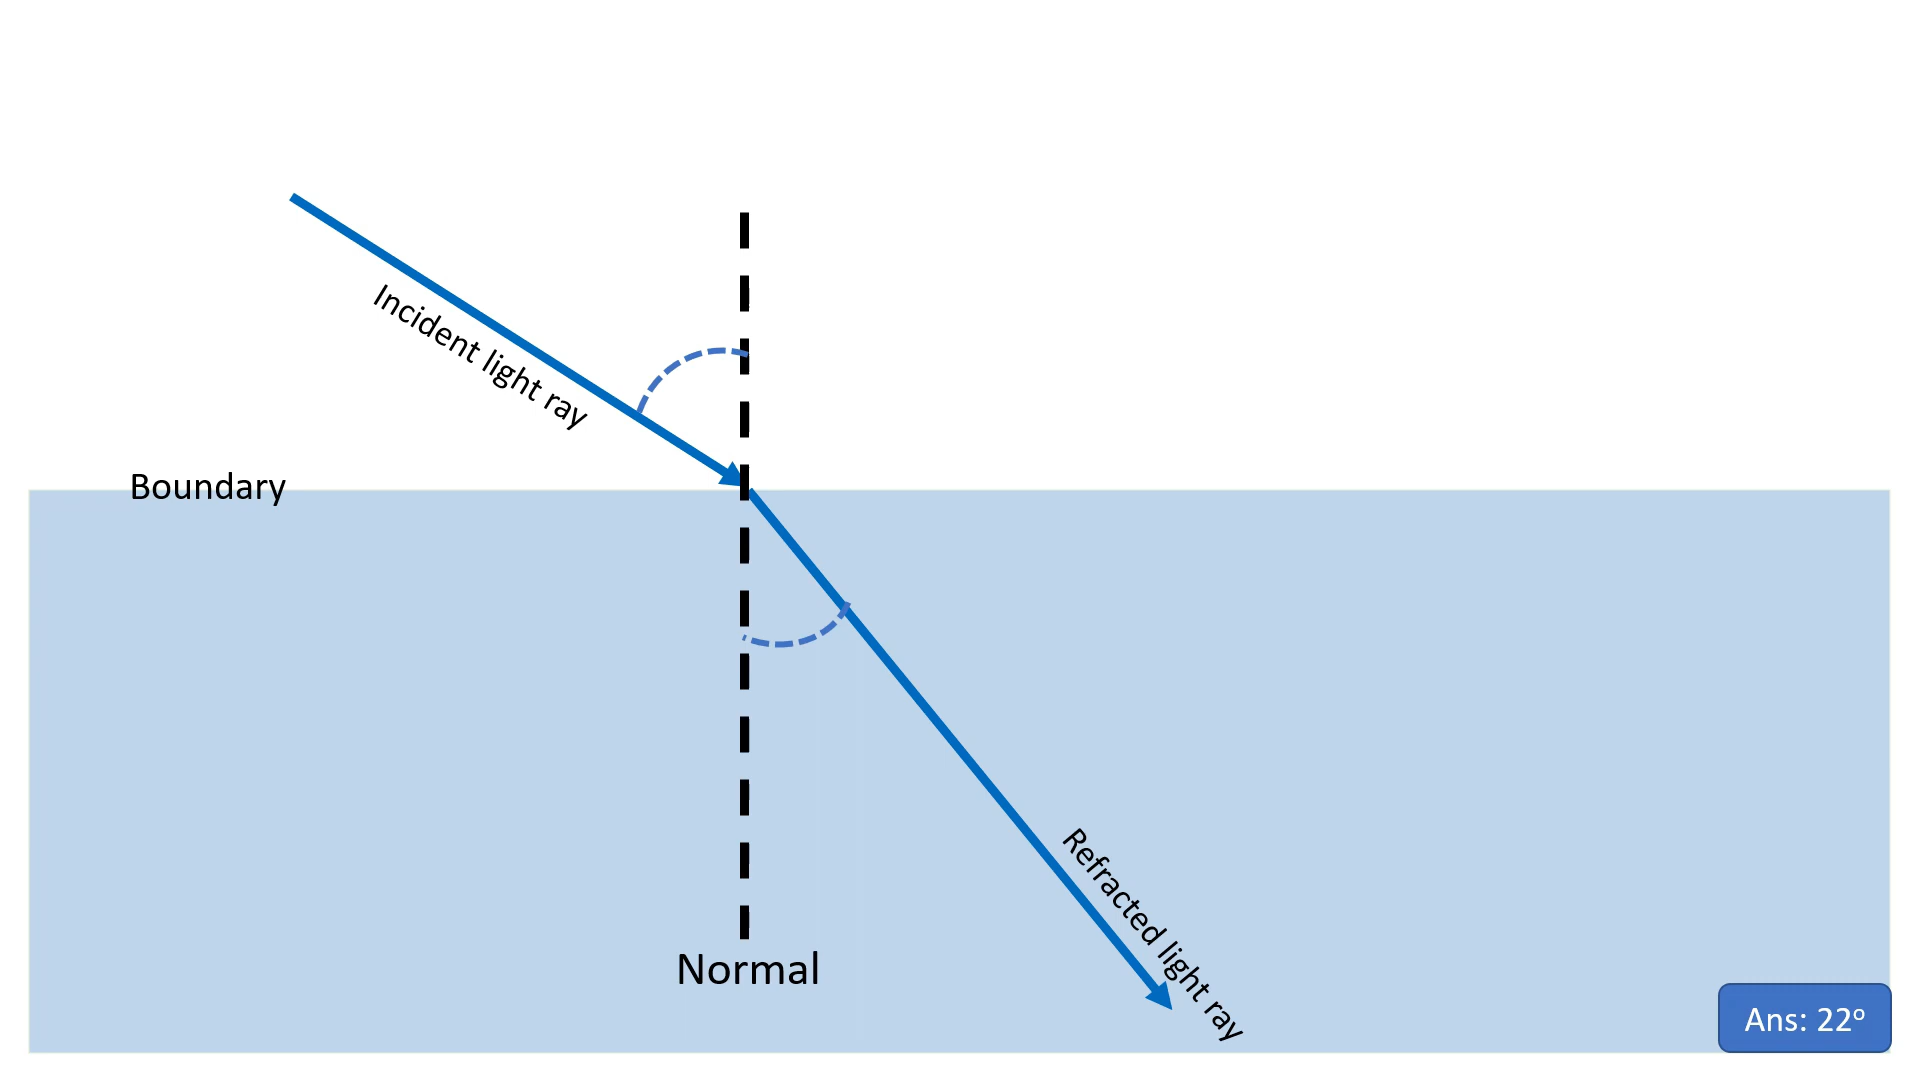 Incident light ray
Boundary
Refracted light ray
Normal
Ans: 22º